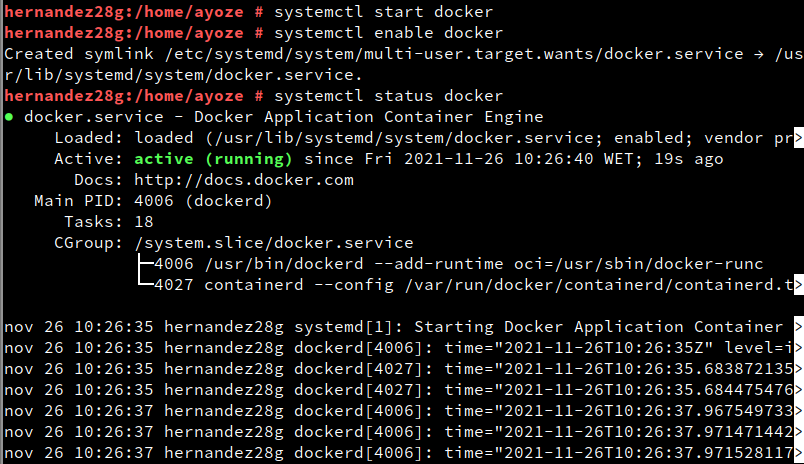 hernandez28g:/home/ayoze # systemctl start docker
hernandez28g:/home/ayoze # systemctl enable docker
Created symlink /etc/systemd/system/multi-user.target.wants/docker.service → /us
r/lib/systemd/system/docker.service.
hernandez28g:/home/ayoze # systemctl status docker
● docker.service - Docker Application Container Engine
     Loaded: loaded (/usr/lib/systemd/system/docker.service; enabled; vendor pr>
     Active: active (running) since Fri 2021-11-26 10:26:40 WET; 19s ago
       Docs: http://docs.docker.com
   Main PID: 4006 (dockerd)
      Tasks: 18
     CGroup: /system.slice/docker.service
             ├─4006 /usr/bin/dockerd --add-runtime oci=/usr/sbin/docker-runc
             └─4027 containerd --config /var/run/docker/containerd/containerd.t>
nov 26 10:26:35 hernandez28g systemd[1]: Starting Docker Application Container >
nov 26 10:26:35 hernandez28g dockerd[4006]: time="2021-11-26T10:26:35Z" level=i>
nov 26 10:26:35 hernandez28g dockerd[4027]: time="2021-11-26T10:26:35.683872135>
nov 26 10:26:35 hernandez28g dockerd[4027]: time="2021-11-26T10:26:35.684475476>
nov 26 10:26:37 hernandez28g dockerd[4006]: time="2021-11-26T10:26:37.967549733>
nov 26 10:26:37 hernandez28g dockerd[4006]: time="2021-11-26T10:26:37.971471442>
nov 26 10:26:37 hernandez28g dockerd[4006]: time="2021-11-26T10:26:37.971528117>